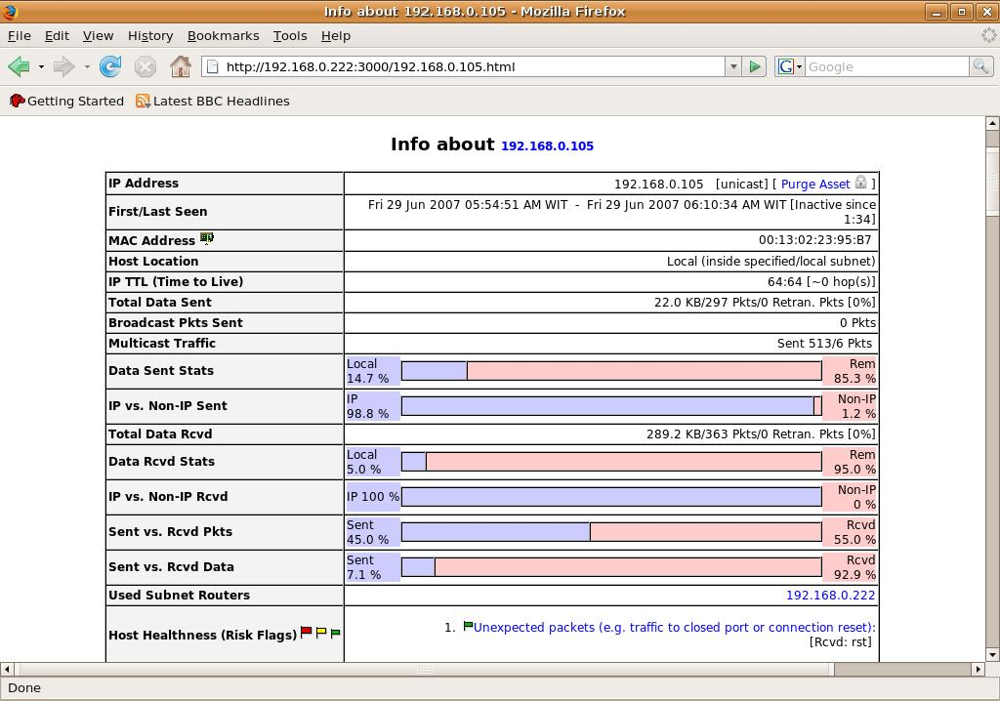 Info about 192.168.0.105 - Mozilla Firefox
File Edit View History Bookmarks Tools Help
http://192.168.0.222:3000/192.168.0.105.html
G Google
Getting Started Latest BBC Headlines
Info about 192.168.0.105
IP Address 192.168.0.105 [unicast] [ Purge Asset ]
First/Last Seen Fri 29 Jun 2007 05:54:51 AM WIT - Fri 29 Jun 2007 06:10:34 AM WIT [Inactive since
1:34]
MAC Address 00:13:02:23:95:B7
Host Location Local (inside specified/local subnet)
IP TTL (Time to Live) 64:64 [~0 hop(s)]
Total Data Sent 22.0 KB/297 Pkts/0 Retran. Pkts [0%]
Broadcast Pkts Sent 0 Pkts
Multicast Traffic Sent 513/6 Pkts
Data Sent Stats Local 14.7 % Rem 85.3 %
IP vs. Non-IP Sent IP 98.8 % Non-IP 1.2 %
Total Data Rcvd 289.2 KB/363 Pkts/0 Retran. Pkts [0%]
Data Rcvd Stats Local 5.0 % Rem 95.0 %
IP vs. Non-IP Rcvd IP 100 % Non-IP 0 %
Sent vs. Rcvd Pkts Sent 45.0 % Rcvd 55.0 %
Sent vs. Rcvd Data Sent 7.1 % Rcvd 92.9 %
Used Subnet Routers 192.168.0.222
Host Healthness (Risk Flags) 1. Unexpected packets (e.g. traffic to closed port or connection reset):
[Rcvd: rst]
Done